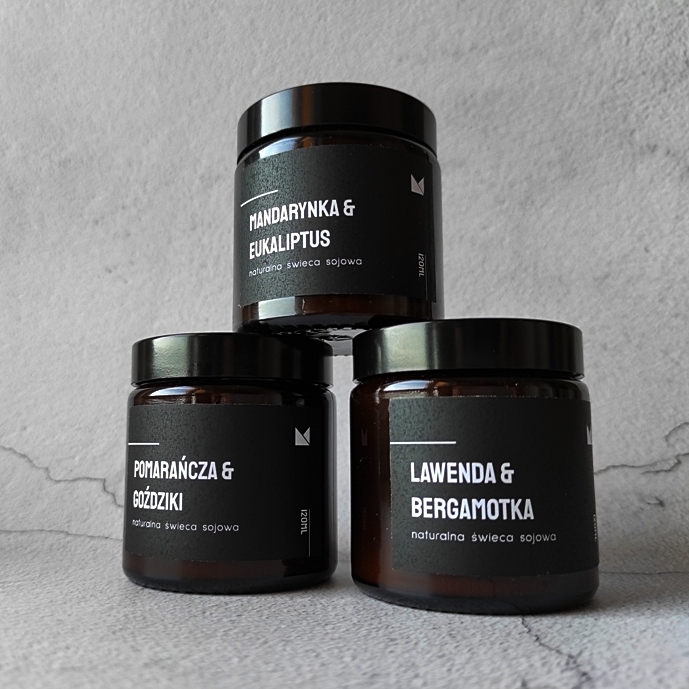 MANDARYNKA &
EUKALIPTUS
naturalna świeca sojowa
120ML
POMARAŃCZA &
GOŹDZIKI
naturalna świeca sojowa
120ML
LAWENDA &
BERGAMOTKA
naturalna świeca sojowa